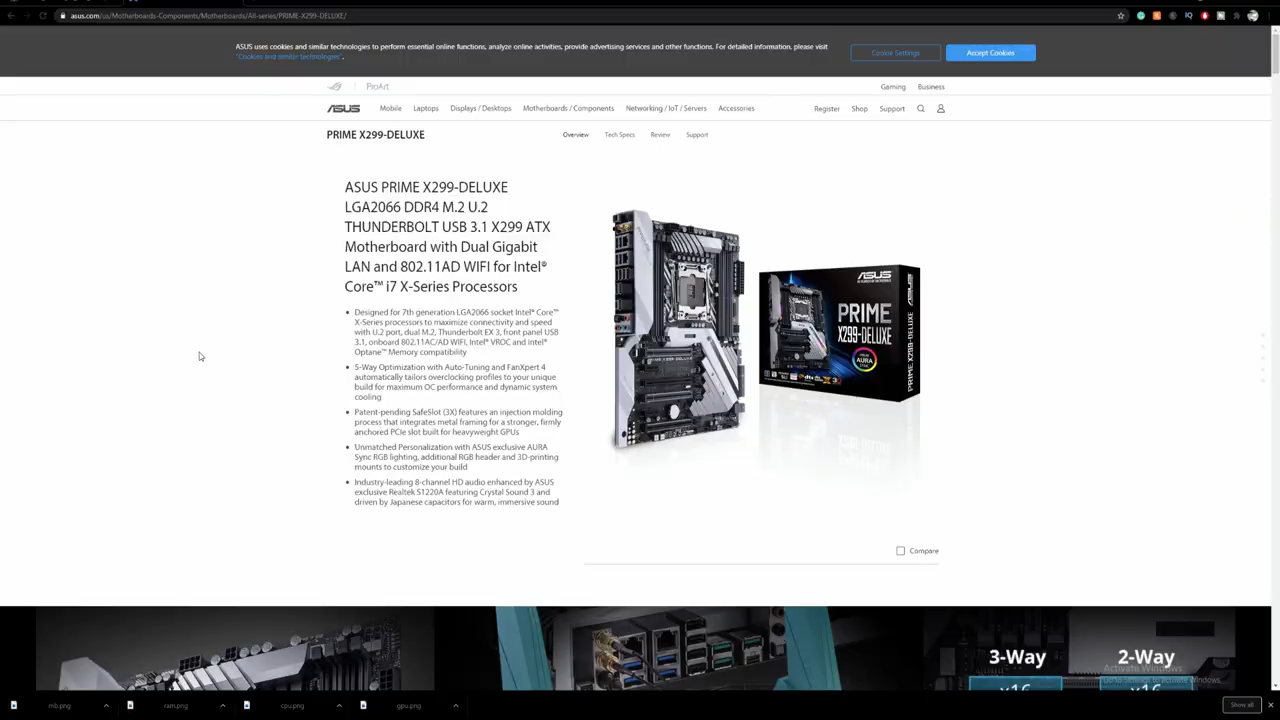 asus.com/us/Motherboards-Components/Motherboards/All-series/PRIME-X299-DELUXE/
ASUS uses cookies and similar technologies to perform essential online functions, analyze online activities, provide advertising services and other functions. For detailed information, please visit
"Cookies and similar technologies".
Cookie Settings
Accept Cookies
ProArt
Gaming
Business
ASUS
Mobile
Laptops
Displays / Desktops
Motherboards / Components
Networking / IoT / Servers
Accessories
Register
Shop
Support
PRIME X299-DELUXE
Overview
Tech Specs
Review
Support
ASUS PRIME X299-DELUXE
LGA2066 DDR4 M.2 U.2
THUNDERBOLT USB 3.1 X299 ATX
Motherboard with Dual Gigabit
LAN and 802.11AD WIFI for Intel®
Core™ i7 X-Series Processors
• Designed for 7th generation LGA2066 socket Intel® Core™
X-Series processors to maximize connectivity and speed
with U.2 port, dual M.2, Thunderbolt EX 3, front panel USB
3.1, onboard 802.11AC/AD WIFI, Intel® VROC and intel®
Optane™ Memory compatibility
• 5-Way Optimization with Auto-Tuning and FanXpert 4
automatically tailors overclocking profiles to your unique
build for maximum OC performance and dynamic system
cooling
• Patent-pending SafeSlot (3X) features an injection molding
process that integrates metal framing for a stronger, firmly
anchored PCIe slot built for heavyweight GPUs
• Unmatched Personalization with ASUS exclusive AURA
Sync RGB lighting, additional RGB header and 3D-printing
mounts to customize your build
• Industry-leading 8-channel HD audio enhanced by ASUS
exclusive Realtek S1220A featuring Crystal Sound 3 and
driven by Japanese capacitors for warm, immersive sound
ASUS
PRIME
X299-DELUXE
AURA
PRIME X299-DELUXE
Compare
3-Way
2-Way
x16
x16
Activate Windows
mb.png
ram.png
cpu.png
gpu.png
Show all